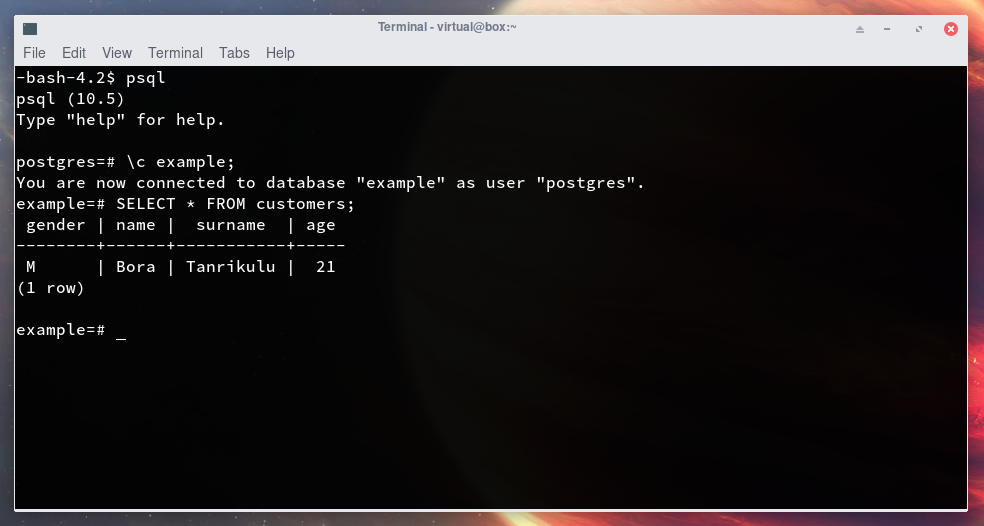 Terminal - virtual@box:~
File Edit View Terminal Tabs Help
-bash-4.2$ psql
psql (10.5)
Type "help" for help.
postgres=# \c example;
You are now connected to database "example" as user "postgres".
example=# SELECT * FROM customers;
 gender | name |  surname  | age
--------+------+-----------+-----
 M      | Bora | Tanrikulu |  21
(1 row)
example=# _